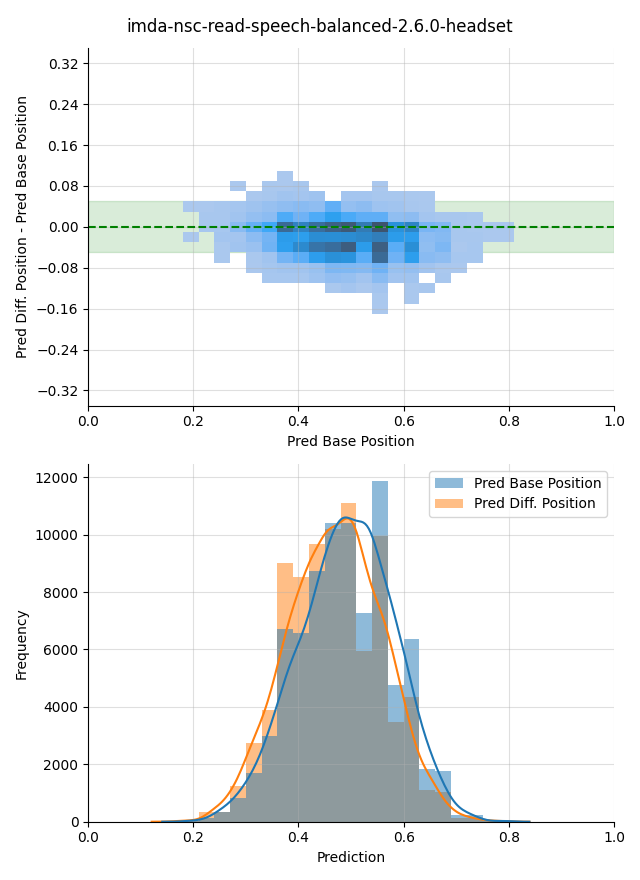 imda-nsc-read-speech-balanced-2.6.0-headset
Pred Diff. Position - Pred Base Position
0.32
0.24
0.16
0.08
0.00
−0.08
−0.16
−0.24
−0.32
0.0 0.2 0.4 0.6 0.8 1.0
Pred Base Position
Frequency
12000
10000
8000
6000
4000
2000
0
Pred Base Position
Pred Diff. Position
0.0 0.2 0.4 0.6 0.8 1.0
Prediction